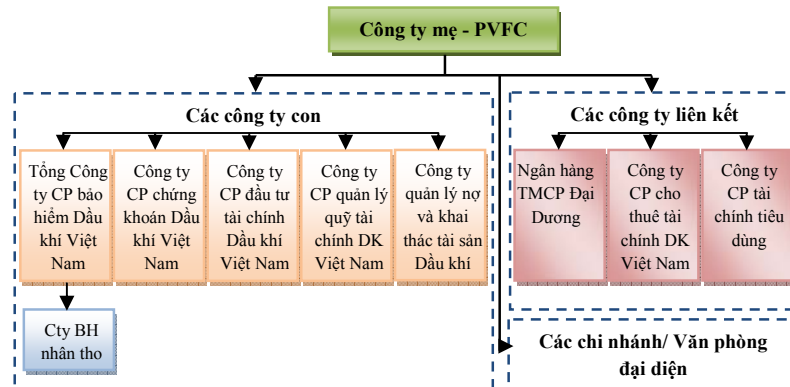 Công ty mẹ - PVFC
Các công ty con
Tổng Công
ty CP bảo
hiểm Dầu
khí Việt
Nam
Công ty
CP chứng
khoán Dầu
khí Việt
Nam
Công ty
CP đầu tư
tài chính
Dầu khí
Việt Nam
Công ty
CP quản lý
quỹ tài
chính DK
Việt Nam
Công ty
quản lý nợ
và khai
thác tài sản
Dầu khí
Cty BH
nhân tho
Các công ty liên kết
Ngân hàng
TMCP Đại
Dương
Công ty
CP cho
thuê tài
chính DK
Việt Nam
Công ty
CP tài
chính tiêu
dùng
Các chi nhánh/ Văn phòng
đại diện